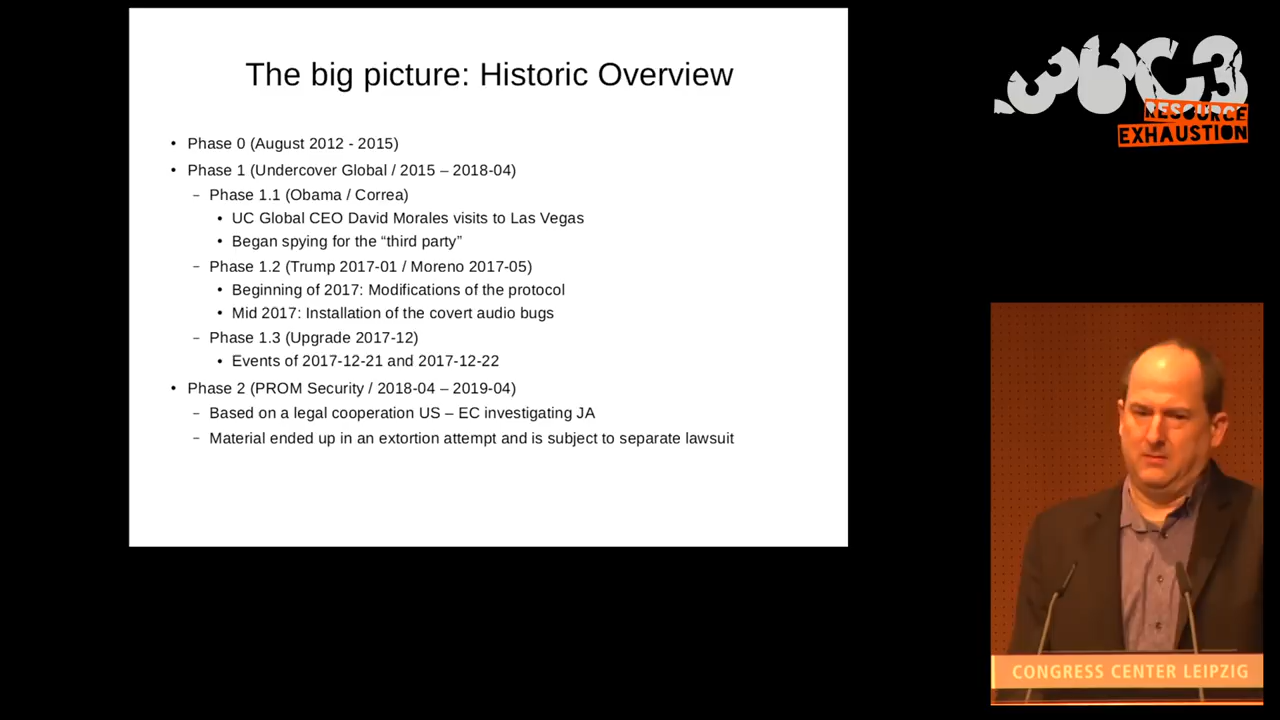 The big picture: Historic Overview
• Phase 0 (August 2012 - 2015)
• Phase 1 (Undercover Global / 2015 – 2018-04)
– Phase 1.1 (Obama / Correa)
• UC Global CEO David Morales visits to Las Vegas
• Began spying for the “third party”
– Phase 1.2 (Trump 2017-01 / Moreno 2017-05)
• Beginning of 2017: Modifications of the protocol
• Mid 2017: Installation of the covert audio bugs
– Phase 1.3 (Upgrade 2017-12)
• Events of 2017-12-21 and 2017-12-22
• Phase 2 (PROM Security / 2018-04 – 2019-04)
– Based on a legal cooperation US – EC investigating JA
– Material ended up in an extortion attempt and is subject to separate lawsuit
36C3
RESOURCE
EXHAUSTION
CONGRESS CENTER LEIPZIG